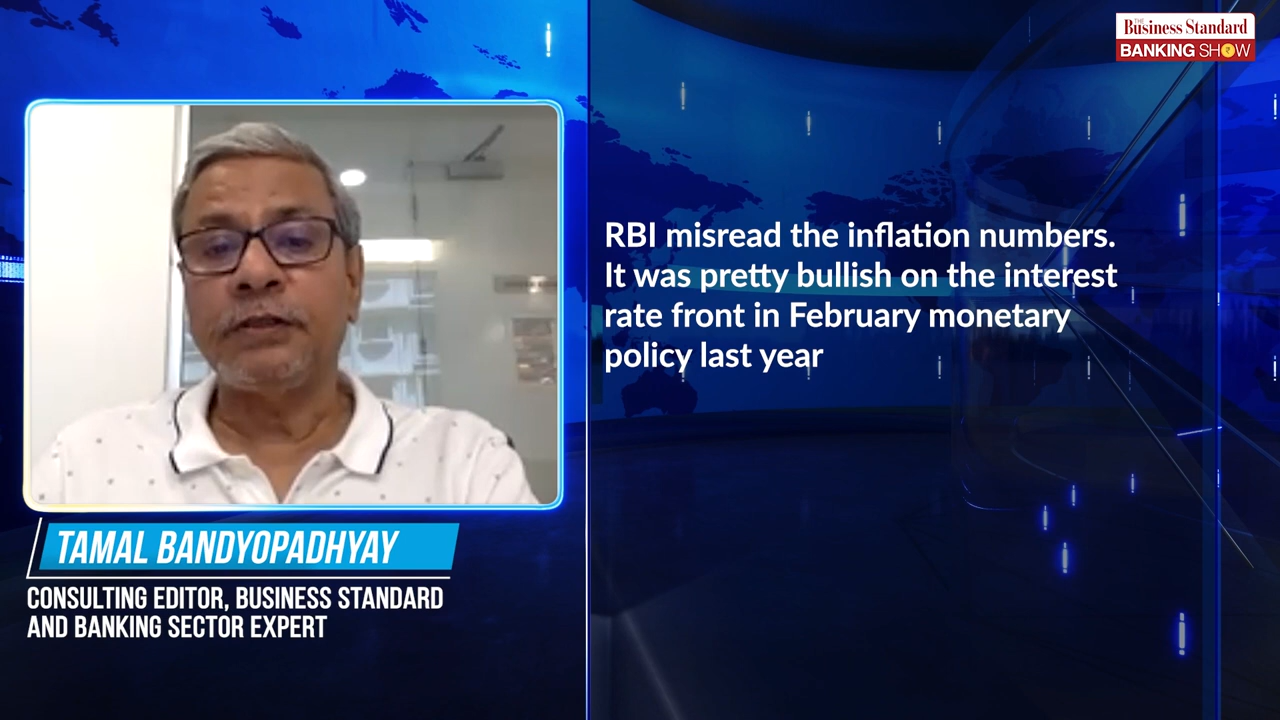 THE
Business Standard
BANKING SHOW
RBI misread the inflation numbers.
It was pretty bullish on the interest
rate front in February monetary
policy last year
TAMAL BANDYOPADHYAY
CONSULTING EDITOR, BUSINESS STANDARD
AND BANKING SECTOR EXPERT